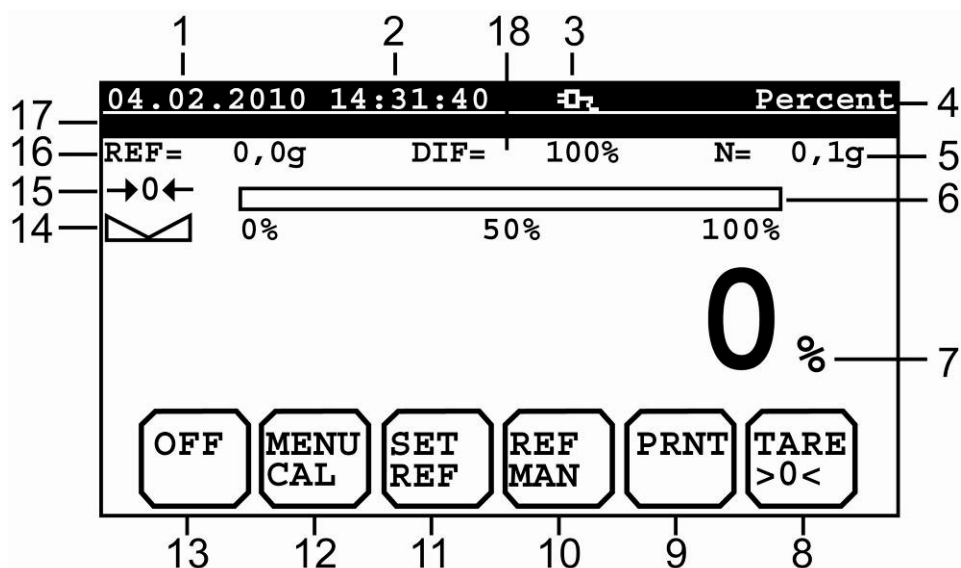 1 2 18 3
04.02.2010 14:31:40 Percent 4
17
16 REF= 0,0g DIF= 100% N= 0,1g 5
15 →0← 6
14 0% 50% 100%
0 % 7
OFF MENU SET REF PRNT TARE
CAL REF MAN >0<
13 12 11 10 9 8